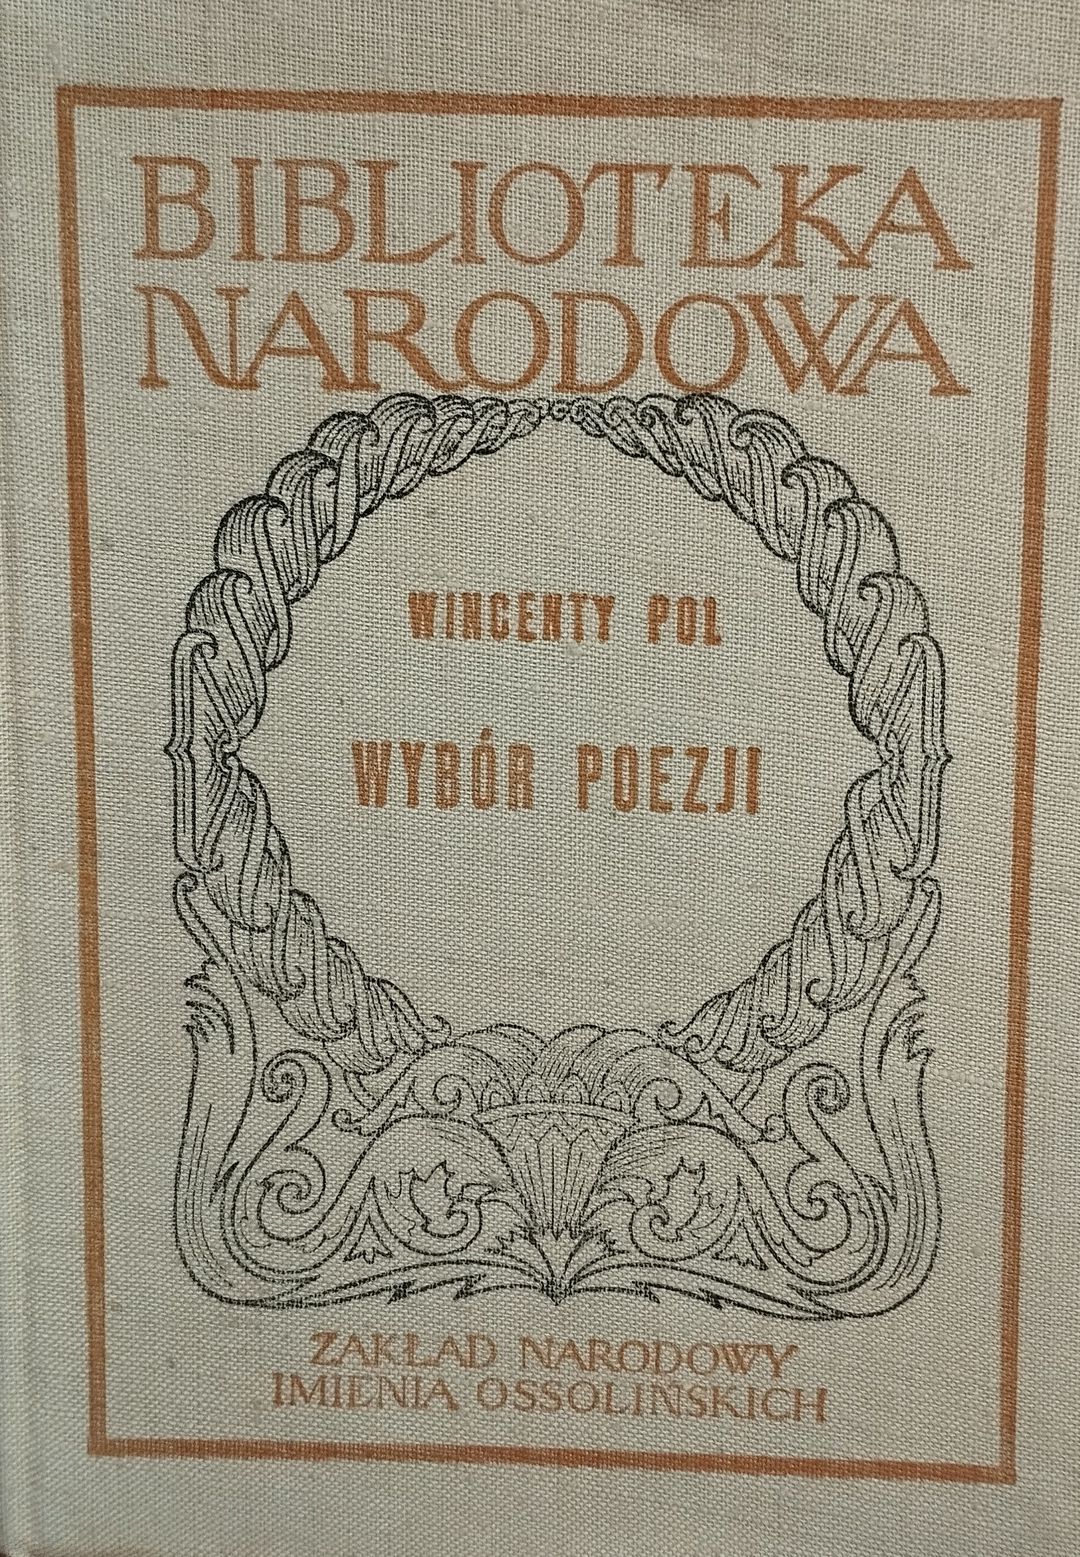 BIBLIOTEKA
NARODOWA
WINCENTY POL
WYBÓR POEZJI
ZAKŁAD NARODOWY
IMIENIA OSSOLIŃSKICH